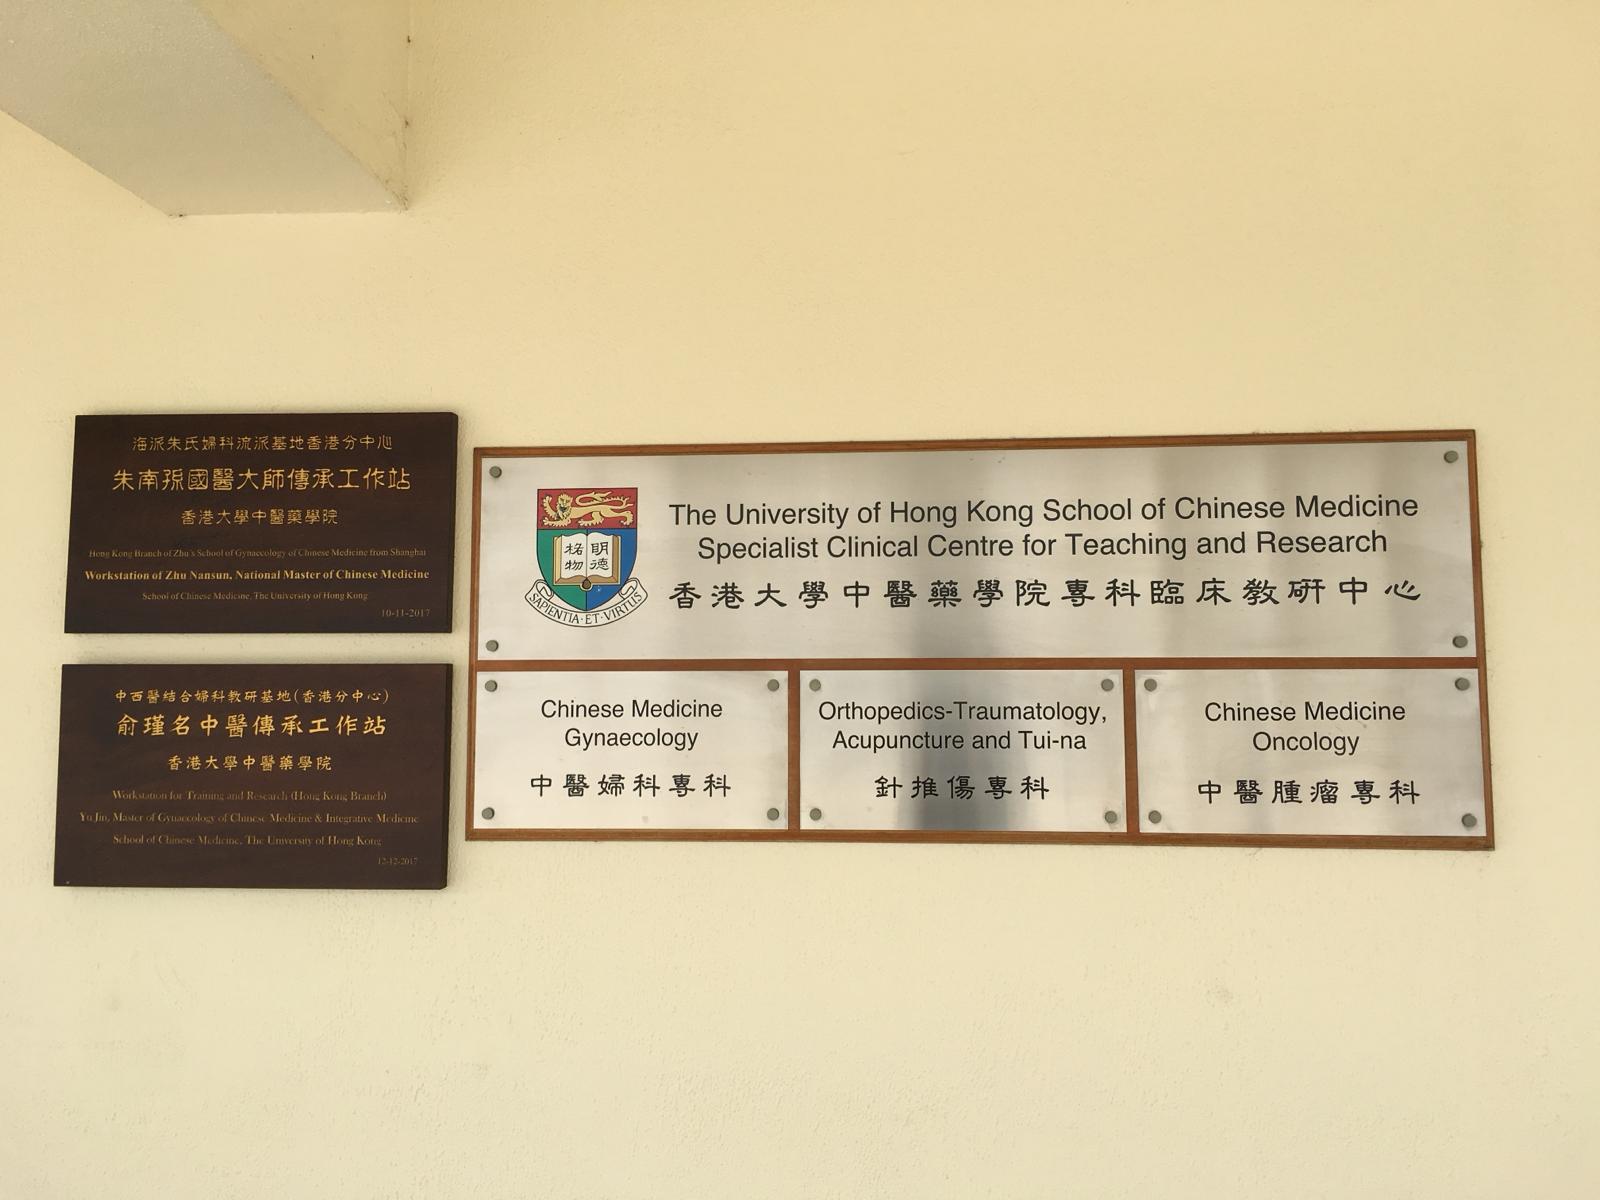 海派朱氏婦科流派基地香港分中心
朱南孫國醫大師傳承工作站
香港大學中醫藥學院
Hong Kong Branch of Zhu's School of Gynaecology of Chinese Medicine from Shanghai
Workstation of Zhu Nansun, National Master of Chinese Medicine
School of Chinese Medicine, The University of Hong Kong
10-11-2017
中西醫結合婦科教研基地(香港分中心)
俞瑾名中醫傳承工作站
香港大學中醫藥學院
Workstation for Training and Research (Hong Kong Branch)
Yu Jin, Master of Gynaecology of Chinese Medicine & Integrative Medicine
School of Chinese Medicine, The University of Hong Kong
12-12-2017
明德
格物
SAPIENTIA·ET·VIRTUS
The University of Hong Kong School of Chinese Medicine
Specialist Clinical Centre for Teaching and Research
香港大學中醫藥學院專科臨床教研中心
Chinese Medicine
Gynaecology
中醫婦科專科
Orthopedics-Traumatology,
Acupuncture and Tui-na
針推傷專科
Chinese Medicine
Oncology
中醫腫瘤專科